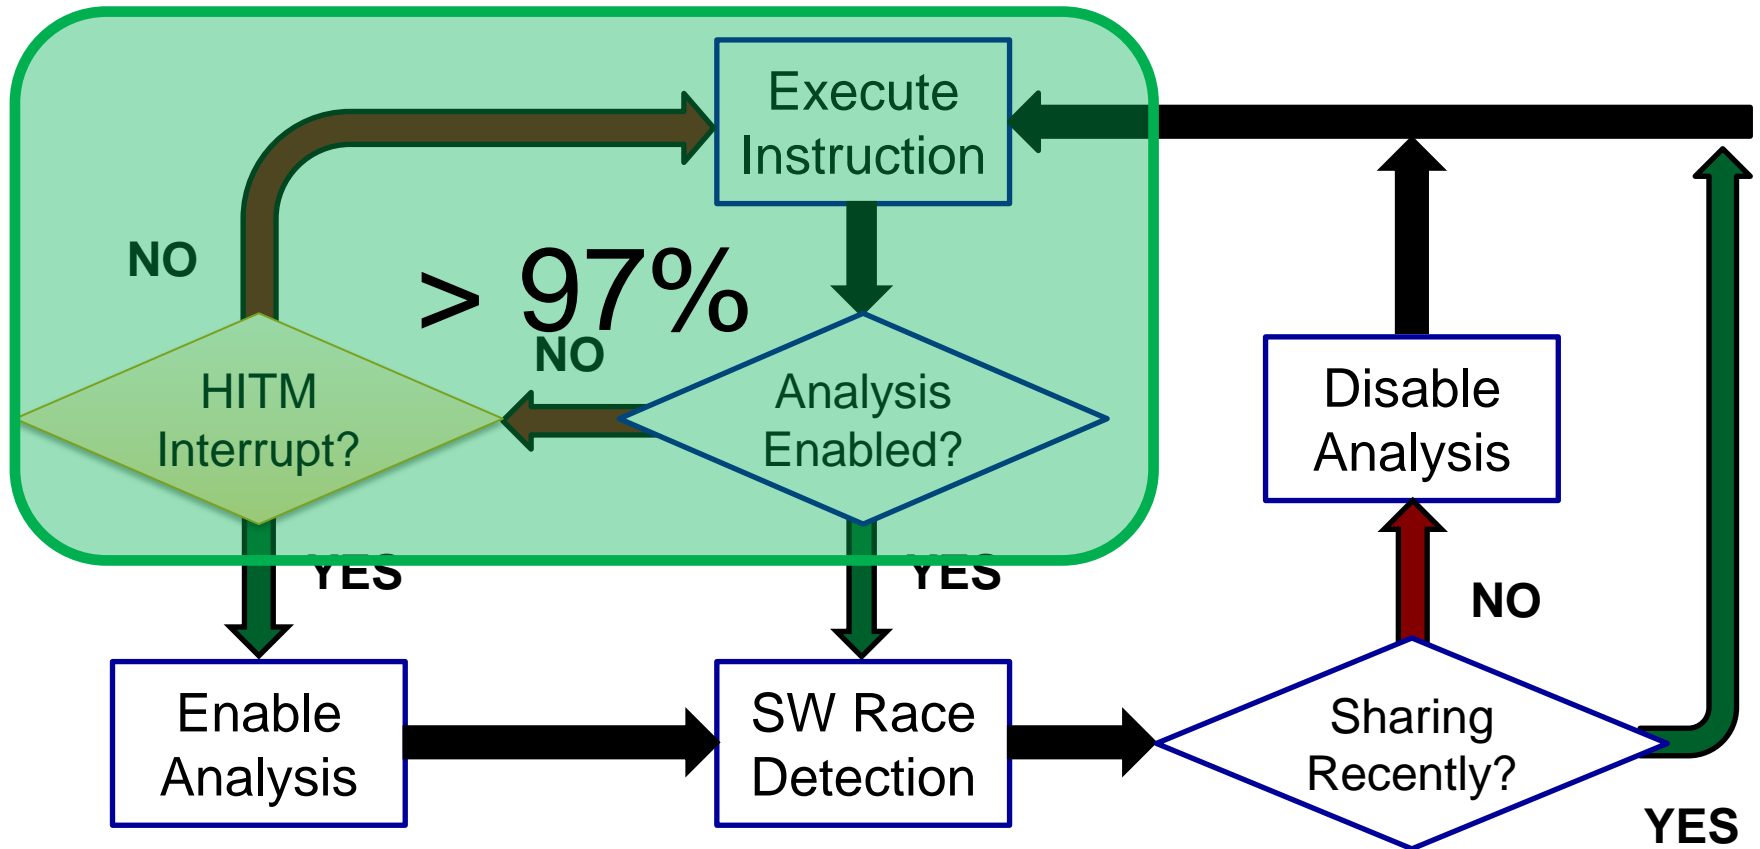 Execute
Instruction
NO
> 97%
NO
HITM
Interrupt?
Analysis
Enabled?
Disable
Analysis
YES
YES
NO
Enable
Analysis
SW Race
Detection
Sharing
Recently?
YES